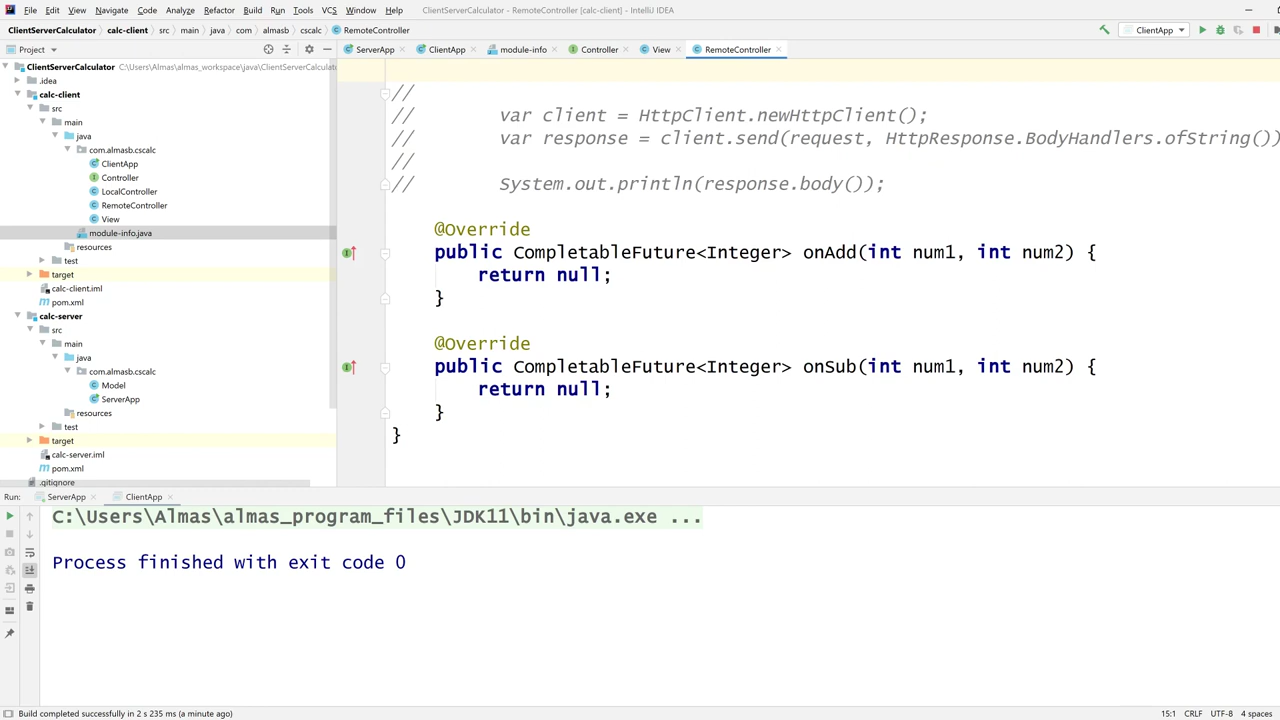 File Edit View Navigate Code Analyze Refactor Build Run Tools VCS Window Help ClientServerCalculator - RemoteController [calc-client] - IntelliJ IDEA
ClientServerCalculator calc-client src main java com almasb cscalc RemoteController ClientApp
Project ServerApp ClientApp module-info Controller View RemoteController
ClientServerCalculator C:\Users\Almas\almas_workspace\java\ClientServerCalculato
.idea
calc-client
src
main
java
com.almasb.cscalc
ClientApp
Controller
LocalController
RemoteController
View
module-info.java
resources
test
target
calc-client.iml
pom.xml
calc-server
src
main
java
com.almasb.cscalc
Model
ServerApp
resources
test
target
calc-server.iml
pom.xml
.gitignore
//
// var client = HttpClient.newHttpClient();
// var response = client.send(request, HttpResponse.BodyHandlers.ofString())
//
// System.out.println(response.body());
@Override
public CompletableFuture<Integer> onAdd(int num1, int num2) {
return null;
}
@Override
public CompletableFuture<Integer> onSub(int num1, int num2) {
return null;
}
}
Run: ServerApp ClientApp
C:\Users\Almas\almas_program_files\JDK11\bin\java.exe ...
Process finished with exit code 0
Build completed successfully in 2 s 235 ms (a minute ago) 15:1 CRLF UTF-8 4 spaces